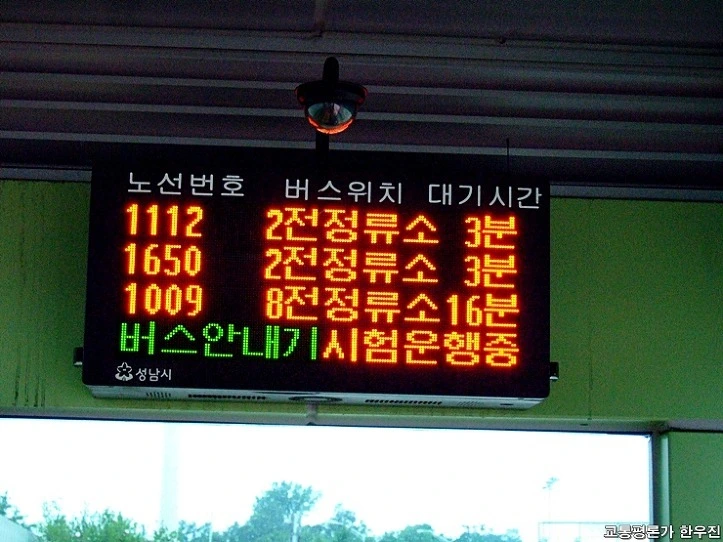 노선번호 버스위치 대기시간
1112 2전정류소 3분
1650 2전정류소 3분
1009 8전정류소 16분
버스안내기시험운행중
성남시
교통평론가 한우진